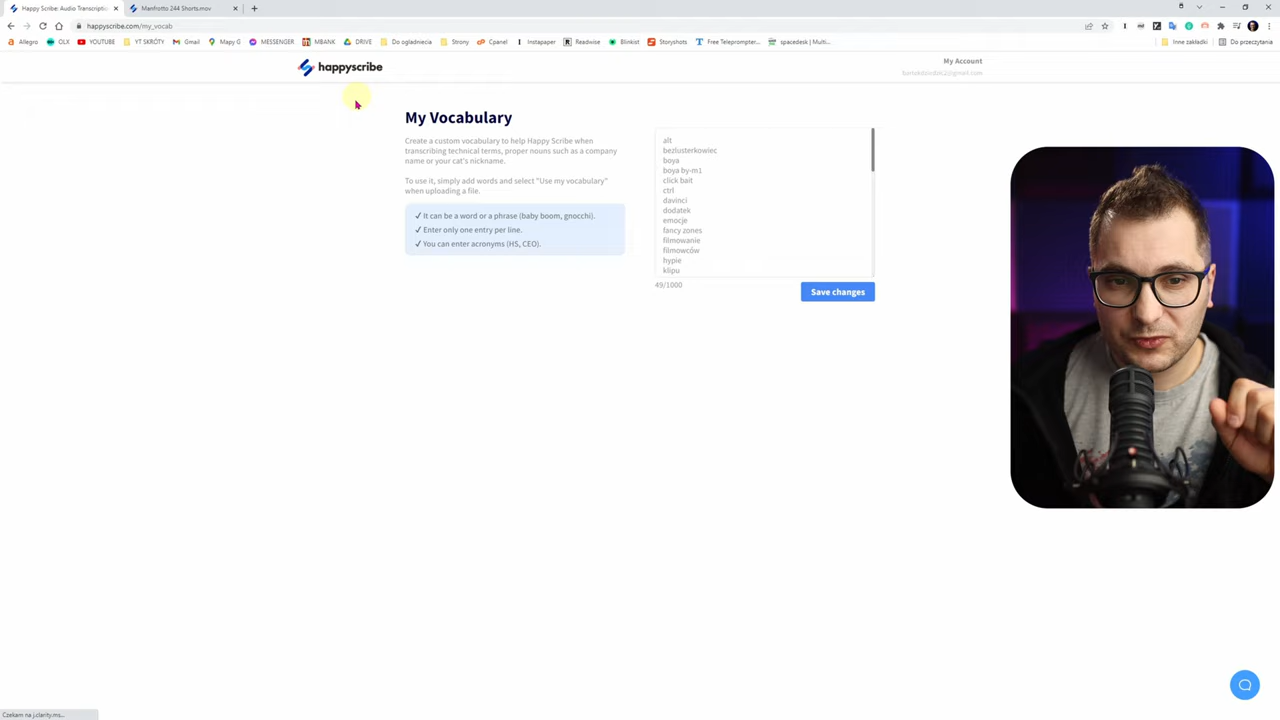 Happy Scribe: Audio Transcriptio
Manfrotto 244 Shorts.mov
happyscribe.com/my_vocab
Allegro
OLX
YOUTUBE
YT SKRÓTY
Gmail
Mapy G
MESSENGER
MBANK
DRIVE
Do oglądniecia
Strony
Cpanel
Instapaper
Readwise
Blinkist
Storyshots
Free Teleprompter...
spacedesk | Multi...
Inne zakładki
Do przeczytania
happyscribe
My Account
My Vocabulary
Create a custom vocabulary to help Happy Scribe when
transcribing technical terms, proper nouns such as a company
name or your cat's nickname.
To use it, simply add words and select "Use my vocabulary"
when uploading a file.
✓ It can be a word or a phrase (baby boom, gnocchi).
✓ Enter only one entry per line.
✓ You can enter acronyms (HS, CEO).
alt
bezlusterkowiec
boya
boya by-m1
click bait
ctrl
davinci
dodatek
emocje
fancy zones
filmowanie
filmowców
hypie
klipu
49/1000
Save changes
Czekam na j.clarity.ms...